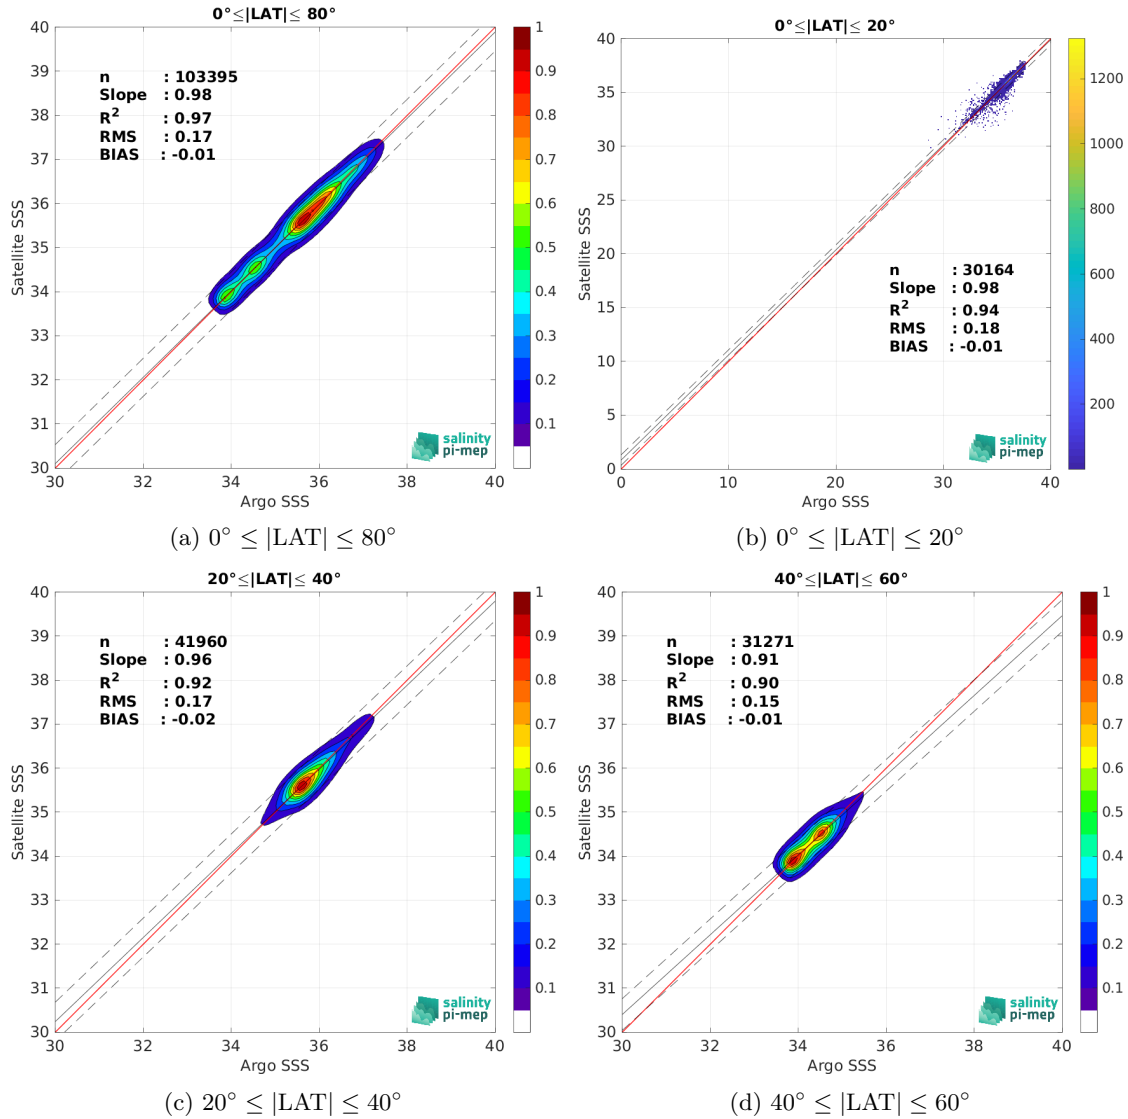 0°≤|LAT|≤ 80°
40
39
38
37
36
35
34
33
32
31
30
Satellite SSS
n : 103395
Slope : 0.98
R2 : 0.97
RMS : 0.17
BIAS : -0.01
salinity
pi-mep
30 32 34 36 38 40
Argo SSS
1
0.9
0.8
0.7
0.6
0.5
0.4
0.3
0.2
0.1
(a) 0° ≤ |LAT| ≤ 80°
0°≤|LAT|≤ 20°
40
35
30
25
20
15
10
5
0
Satellite SSS
n : 30164
Slope : 0.98
R2 : 0.94
RMS : 0.18
BIAS : -0.01
salinity
pi-mep
0 10 20 30 40
Argo SSS
1200
1000
800
600
400
200
(b) 0° ≤ |LAT| ≤ 20°
20°≤|LAT|≤ 40°
40
39
38
37
36
35
34
33
32
31
30
Satellite SSS
n : 41960
Slope : 0.96
R2 : 0.92
RMS : 0.17
BIAS : -0.02
salinity
pi-mep
30 32 34 36 38 40
Argo SSS
1
0.9
0.8
0.7
0.6
0.5
0.4
0.3
0.2
0.1
(c) 20° ≤ |LAT| ≤ 40°
40°≤|LAT|≤ 60°
40
39
38
37
36
35
34
33
32
31
30
Satellite SSS
n : 31271
Slope : 0.91
R2 : 0.90
RMS : 0.15
BIAS : -0.01
salinity
pi-mep
30 32 34 36 38 40
Argo SSS
1
0.9
0.8
0.7
0.6
0.5
0.4
0.3
0.2
0.1
(d) 40° ≤ |LAT| ≤ 60°